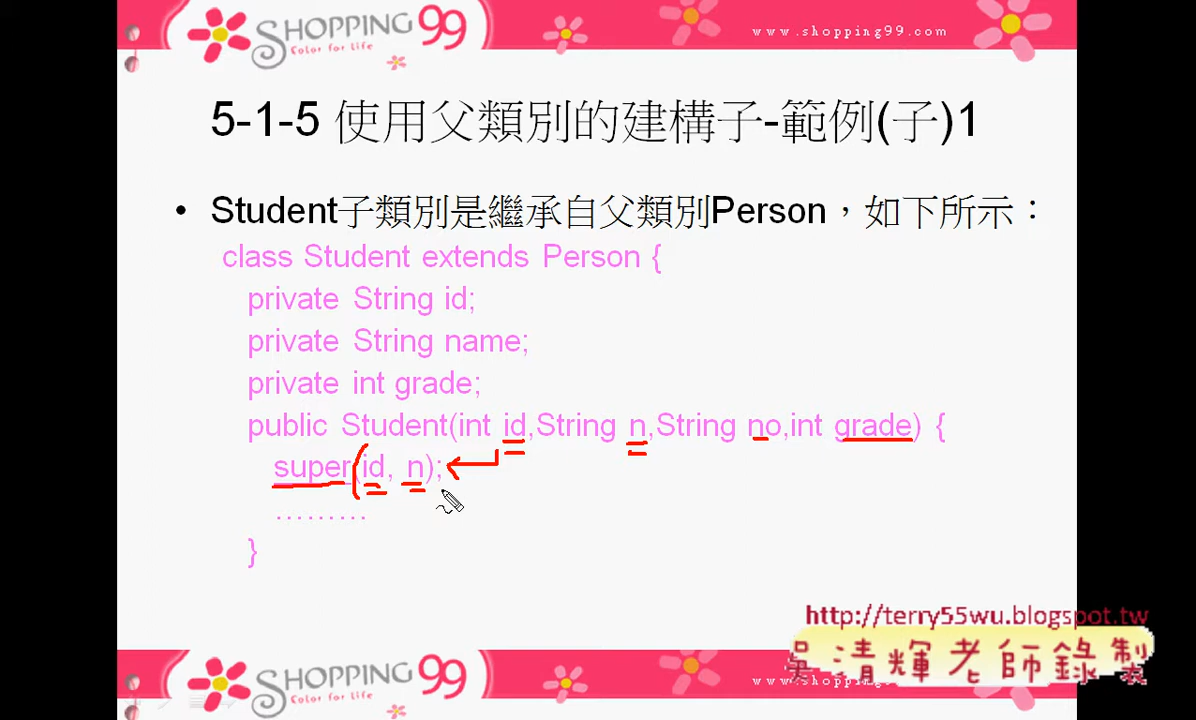 SHOPPING 99
Color for Life
www.shopping99.com
5-1-5 使用父類別的建構子-範例(子)1
• Student子類別是繼承自父類別Person，如下所示：
class Student extends Person {
private String id;
private String name;
private int grade;
public Student(int id,String n,String no,int grade) {
super(id, n);
………
}
http://terry55wu.blogspot.tw
吳清輝老師錄製
SHOPPING 99
Color for Life